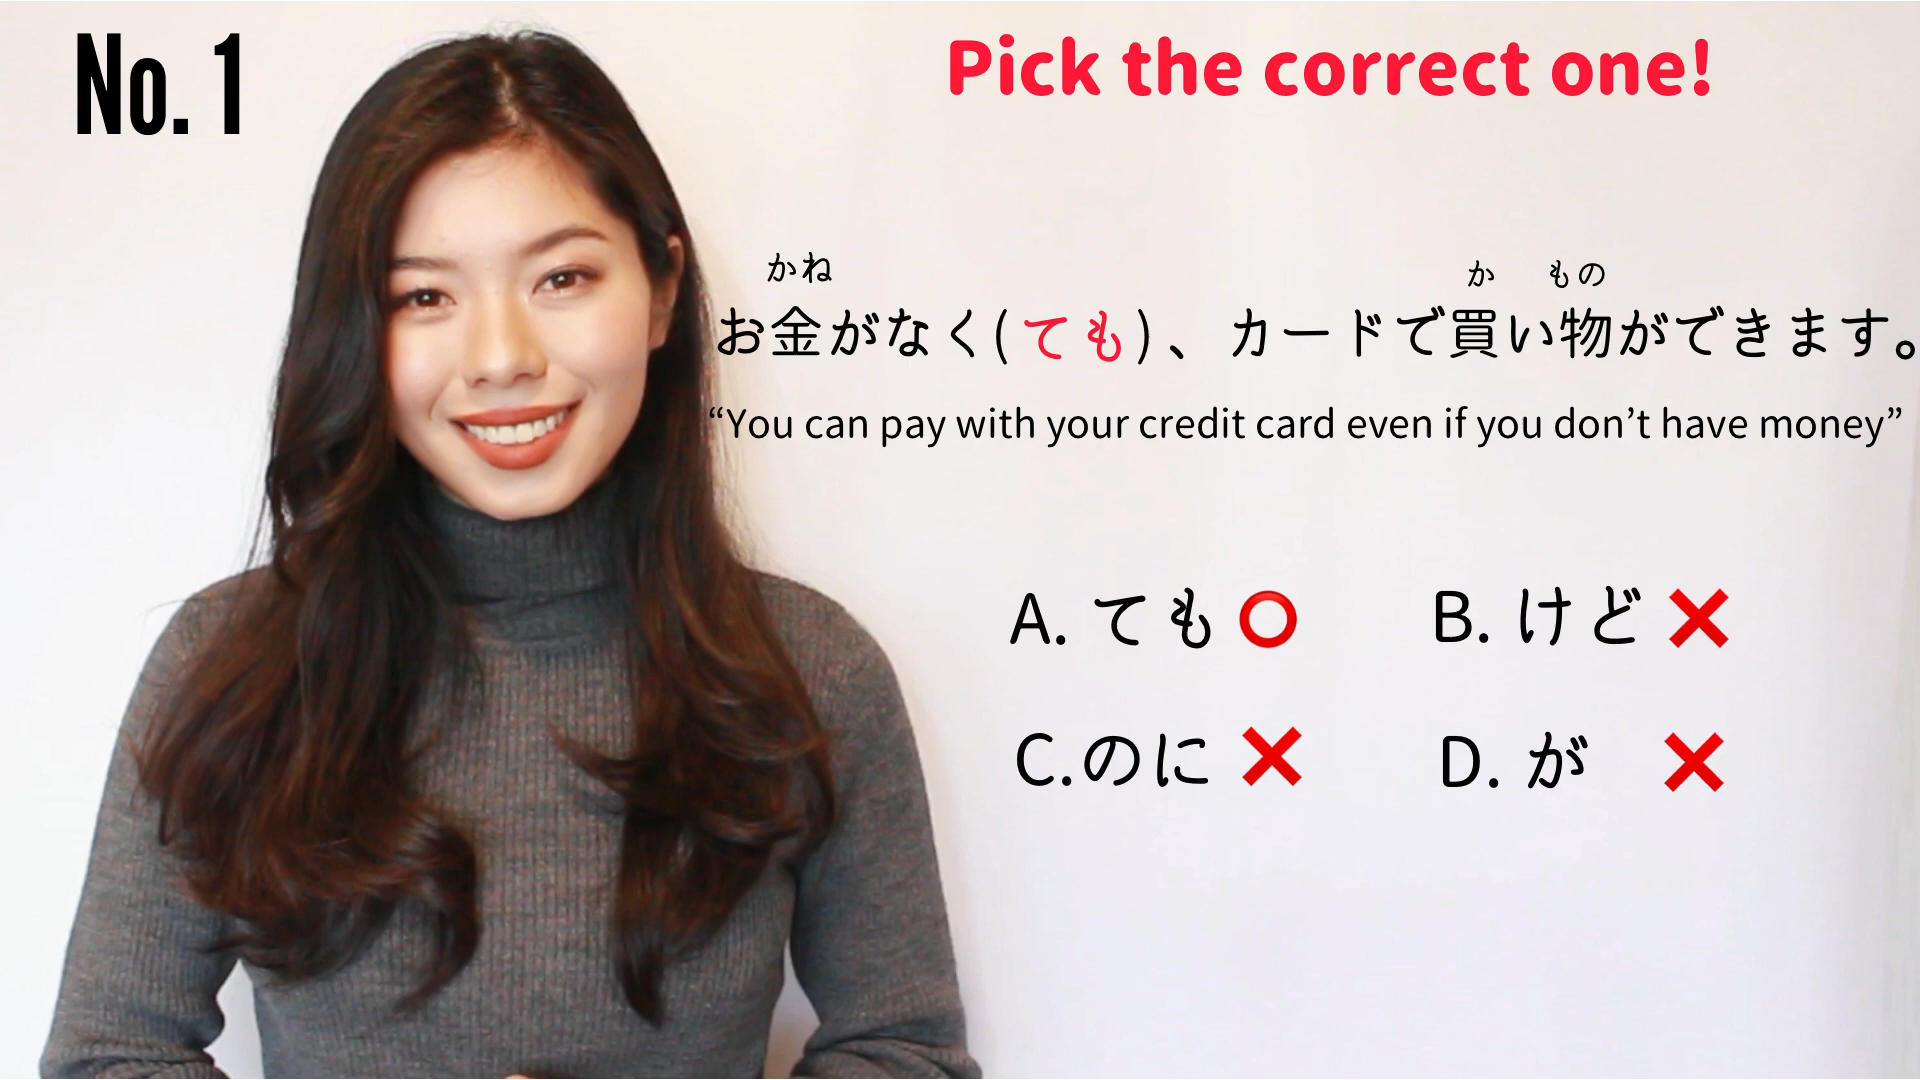 No. 1
Pick the correct one!
かね
か もの
お金がなく(ても)、カードで買い物ができます。
“You can pay with your credit card even if you don’t have money”
A. ても ⭕ B. けど ❌
C.のに ❌ D. が ❌